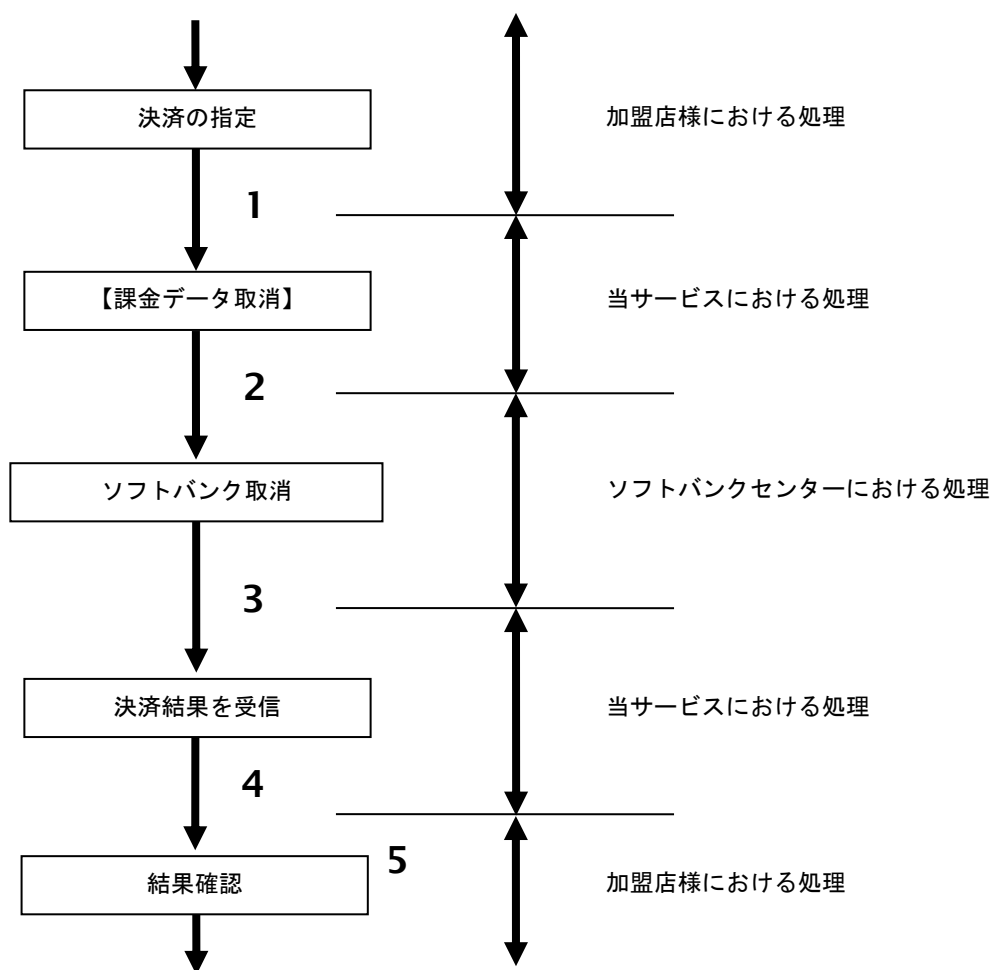 決済の指定
加盟店様における処理
1
【課金データ取消】
当サービスにおける処理
2
ソフトバンク取消
ソフトバンクセンターにおける処理
3
決済結果を受信
当サービスにおける処理
4
5
結果確認
加盟店様における処理